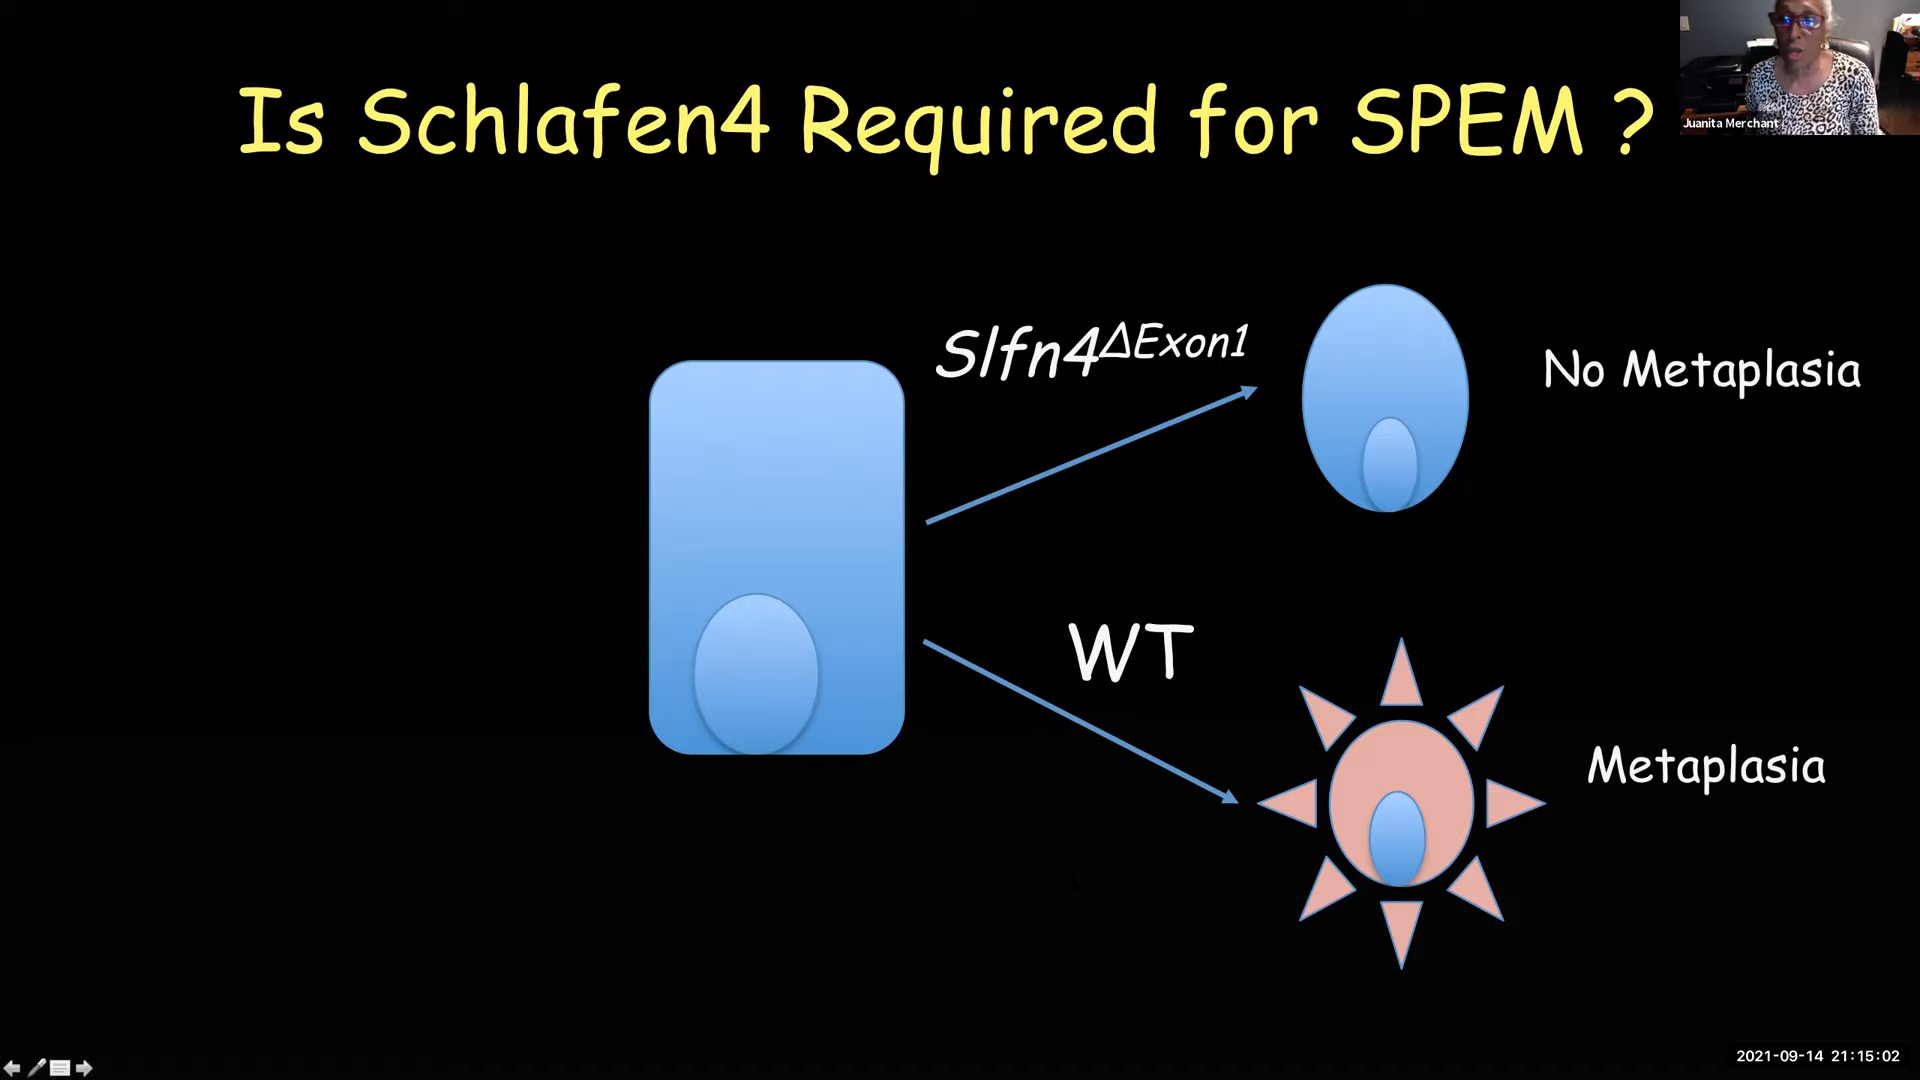 Is Schlafen4 Required for SPEM ?
Juanita Merchant
Slfn4ΔExon1
No Metaplasia
WT
Metaplasia
2021-09-14 21:15:02